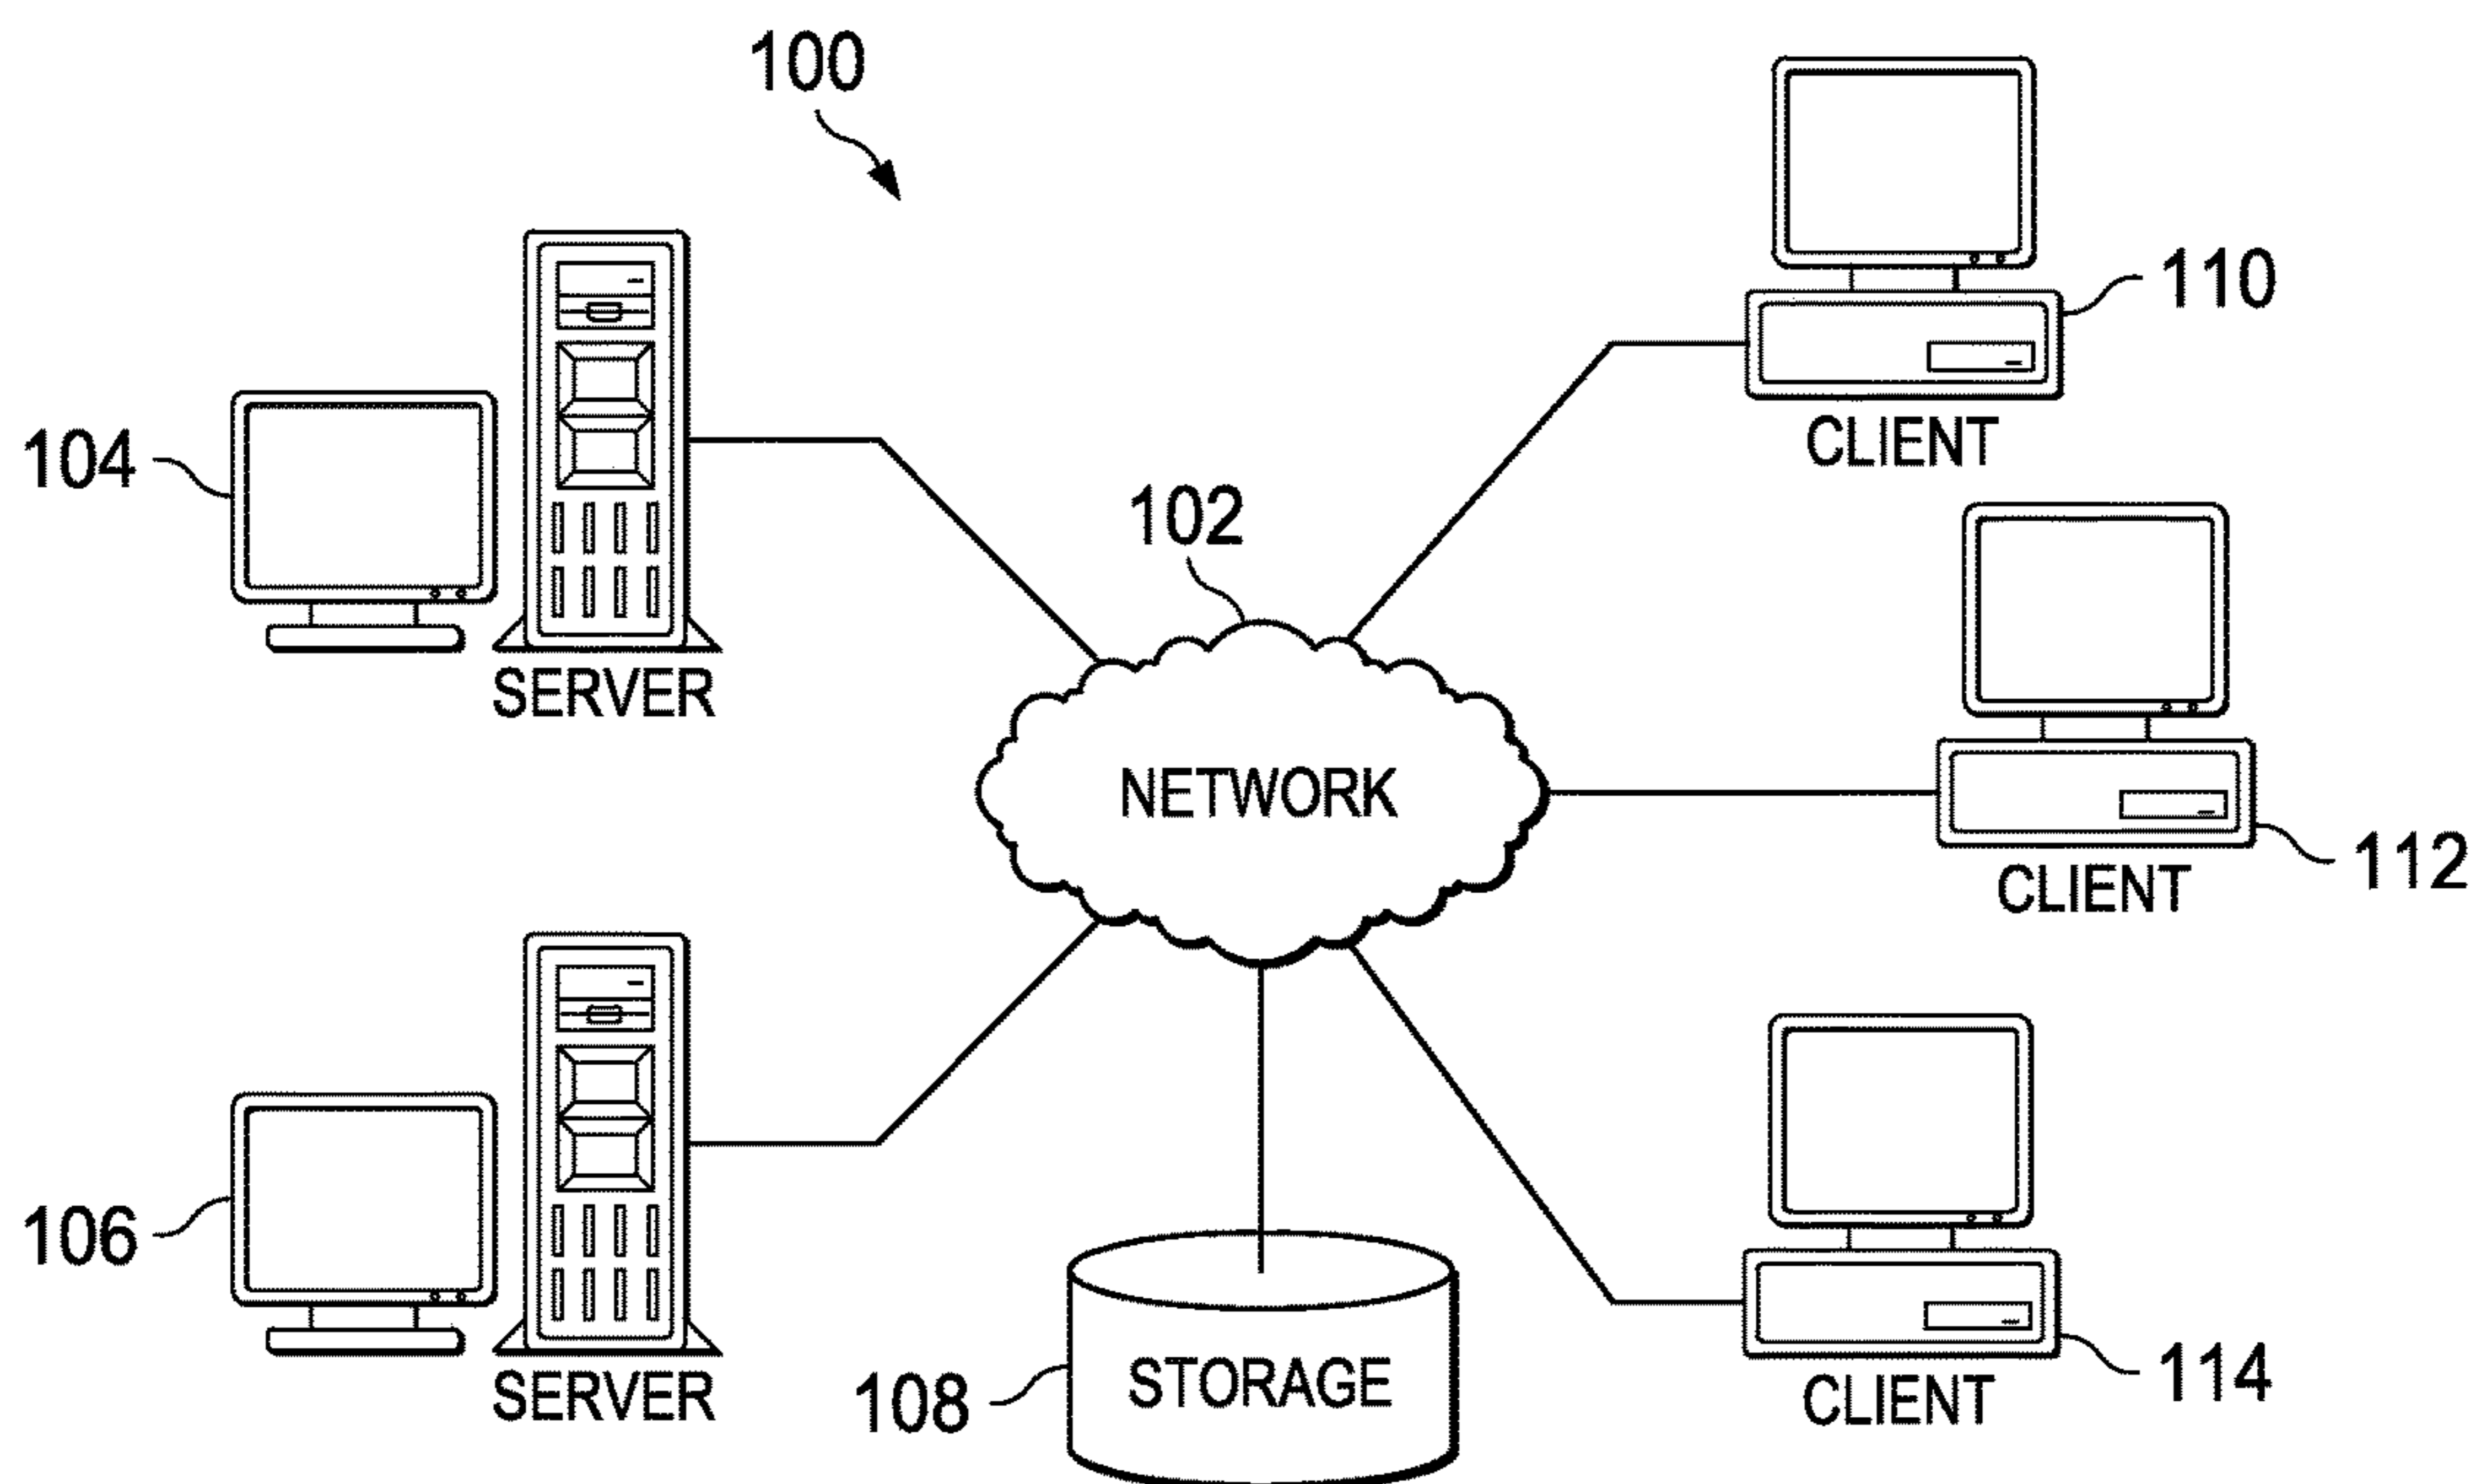 100
110
CLIENT
104
SERVER
102
NETWORK
112
CLIENT
106
SERVER
108
STORAGE
114
CLIENT